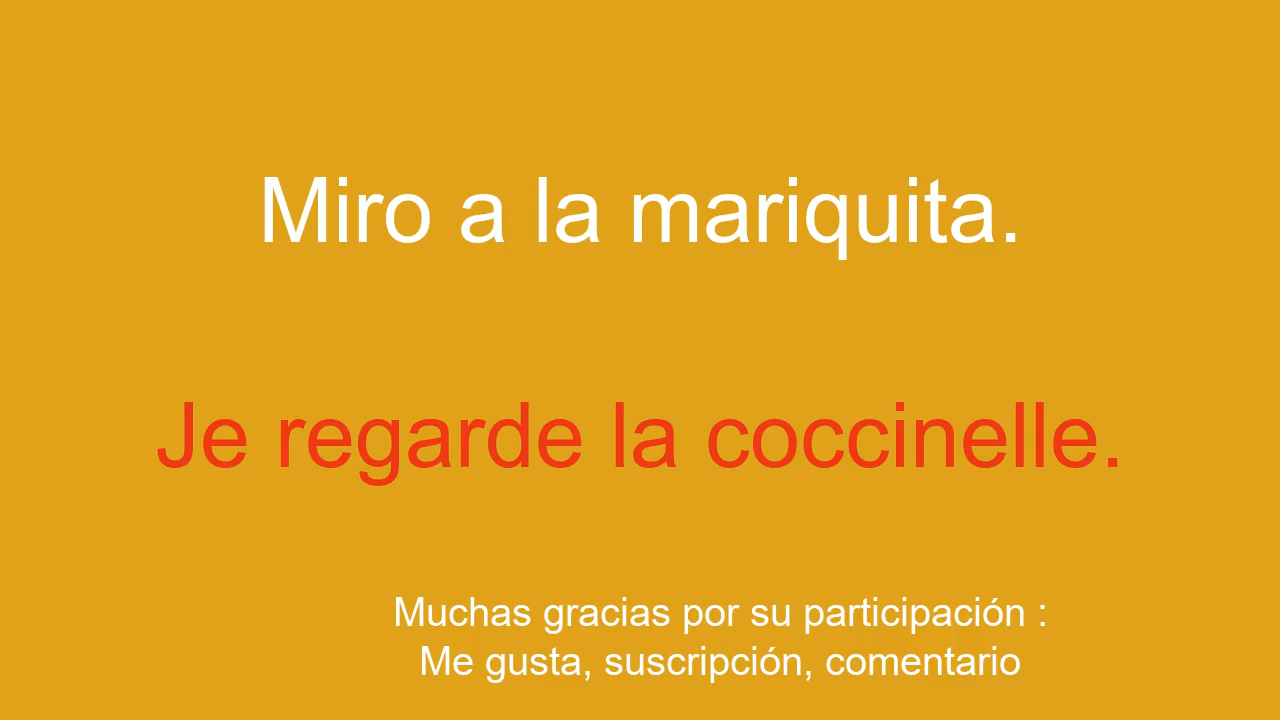 Miro a la mariquita.
Je regarde la coccinelle.
Muchas gracias por su participación :
Me gusta, suscripción, comentario